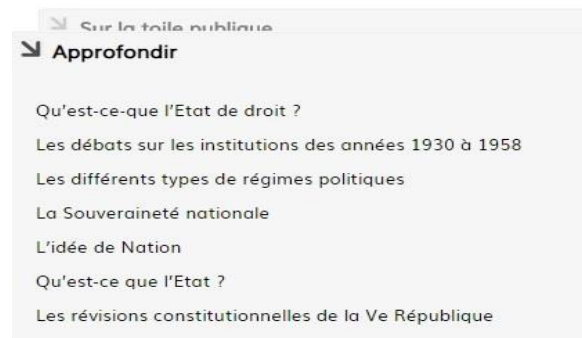 Sur la toile publique
Approfondir
Qu'est-ce-que l'Etat de droit ?
Les débats sur les institutions des années 1930 à 1958
Les différents types de régimes politiques
La Souveraineté nationale
L'idée de Nation
Qu'est-ce que l'Etat ?
Les révisions constitutionnelles de la Ve République